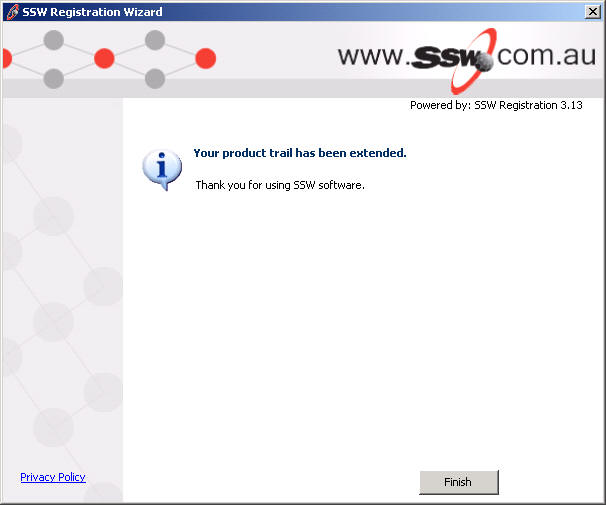 SSW Registration Wizard
www.SSW.com.au
Powered by: SSW Registration 3.13
Your product trail has been extended.
Thank you for using SSW software.
Privacy Policy
Finish